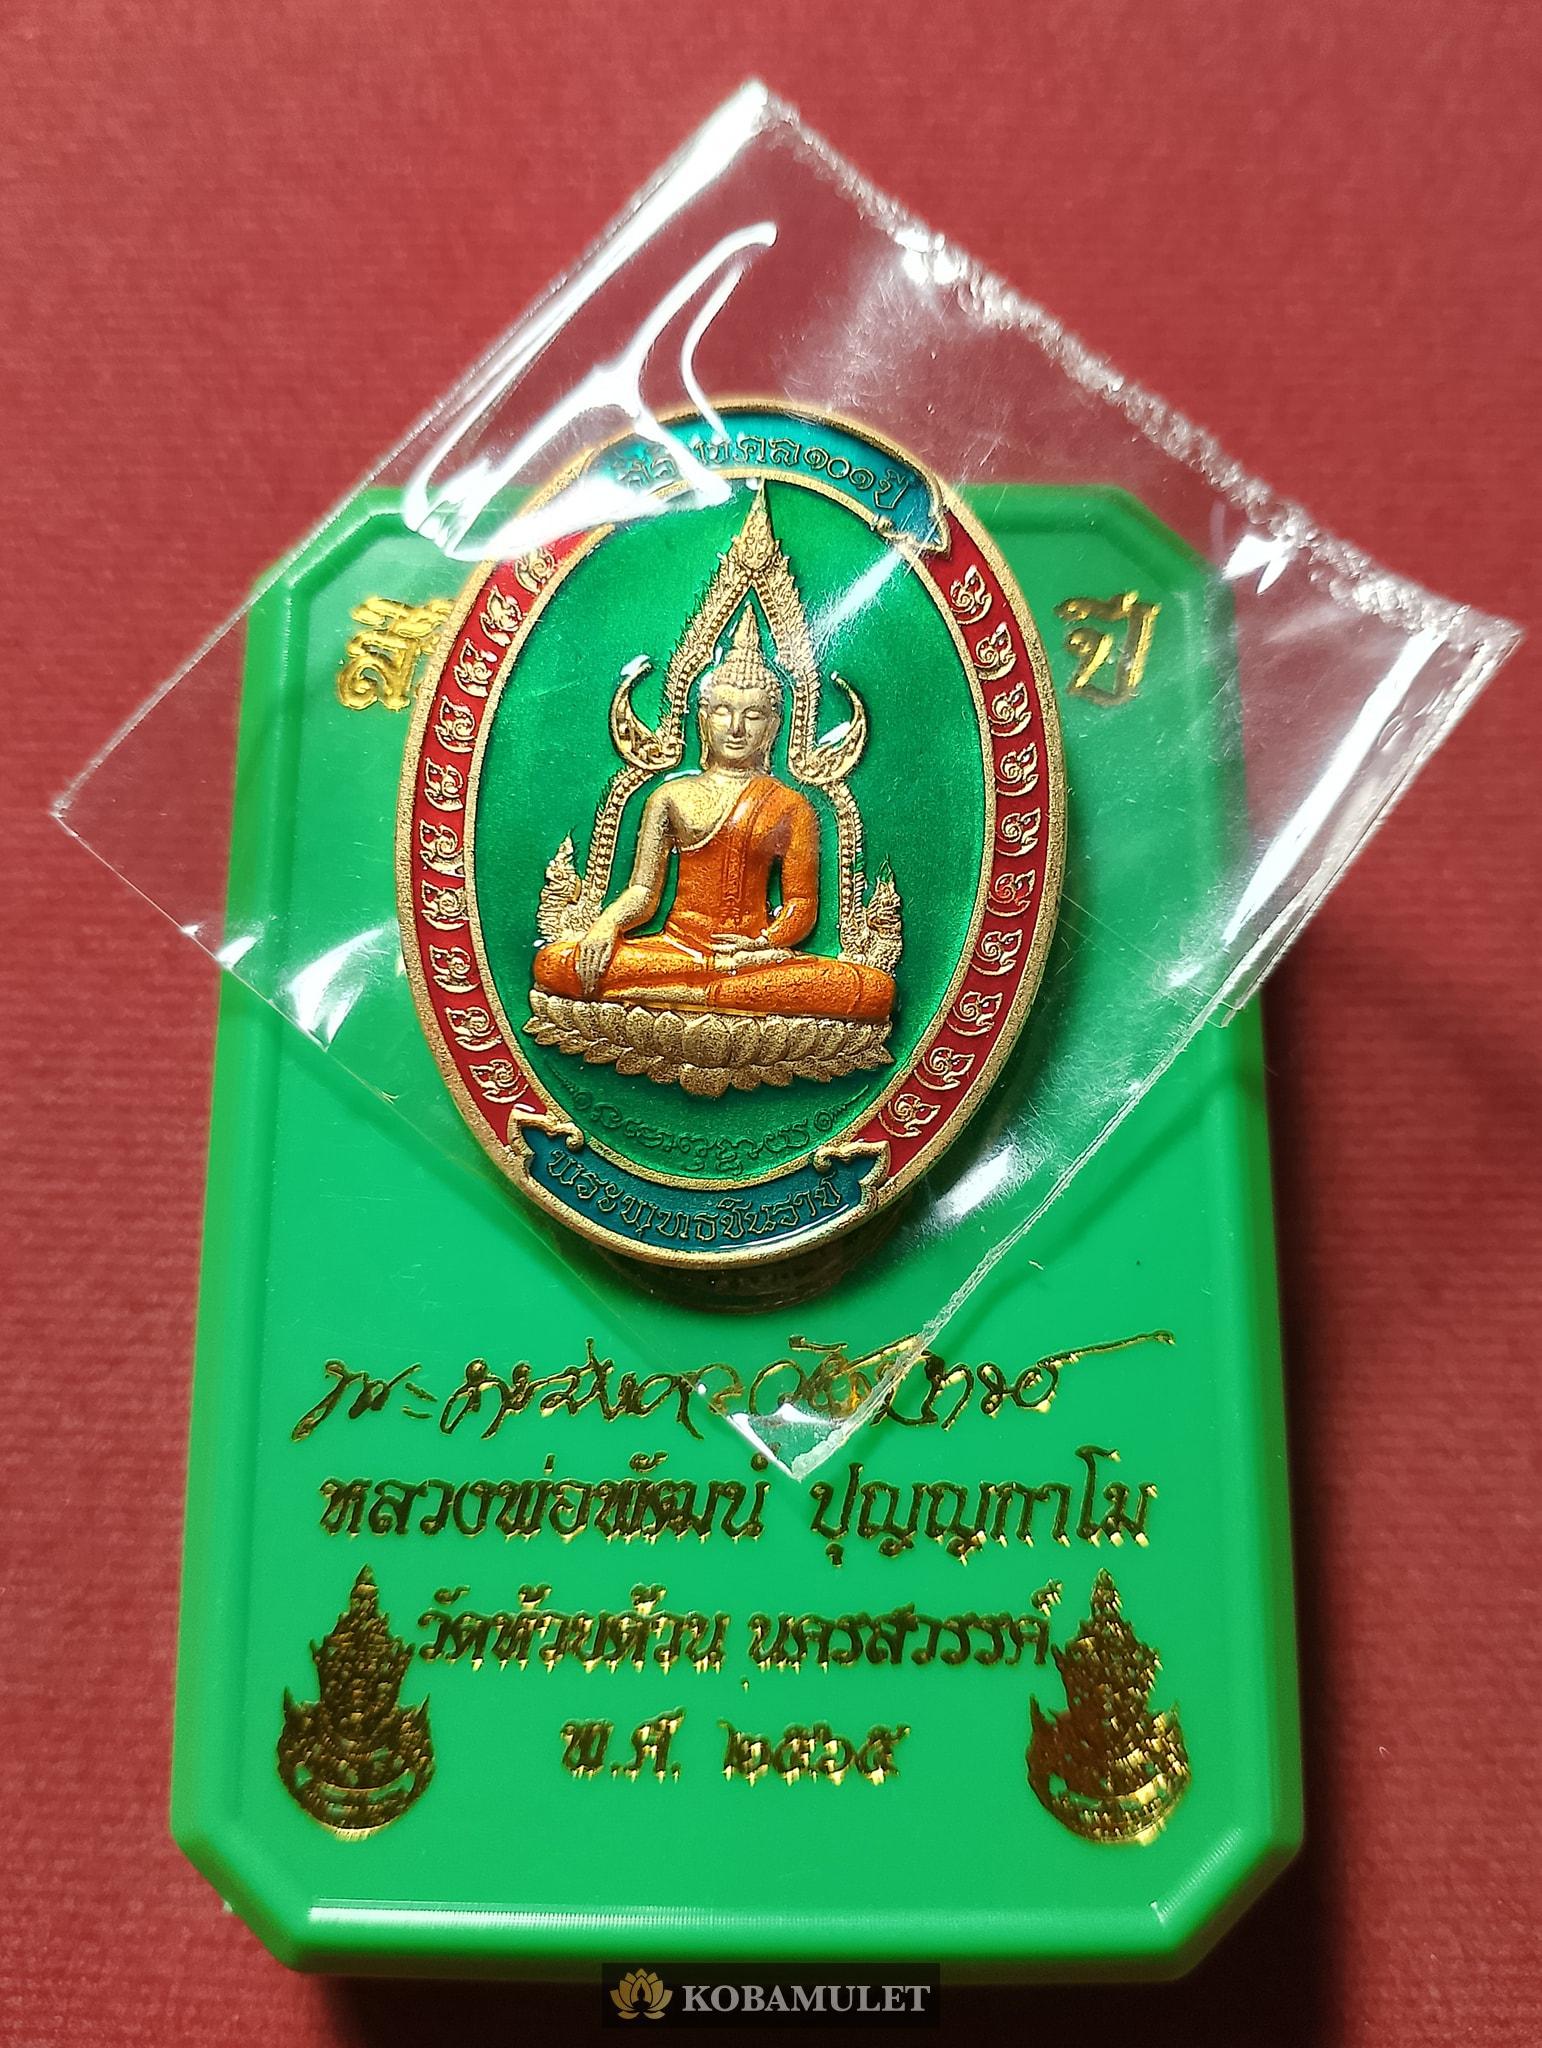 มงคล๑๐๑ปี
ปี
พระพุทธชินราช
หลวงพ่อพัฒน์ ปุญญกาโม
วัดห้วยด้วน นครสวรรค์
พ.ศ. ๒๕๖๕
KOBAMULET